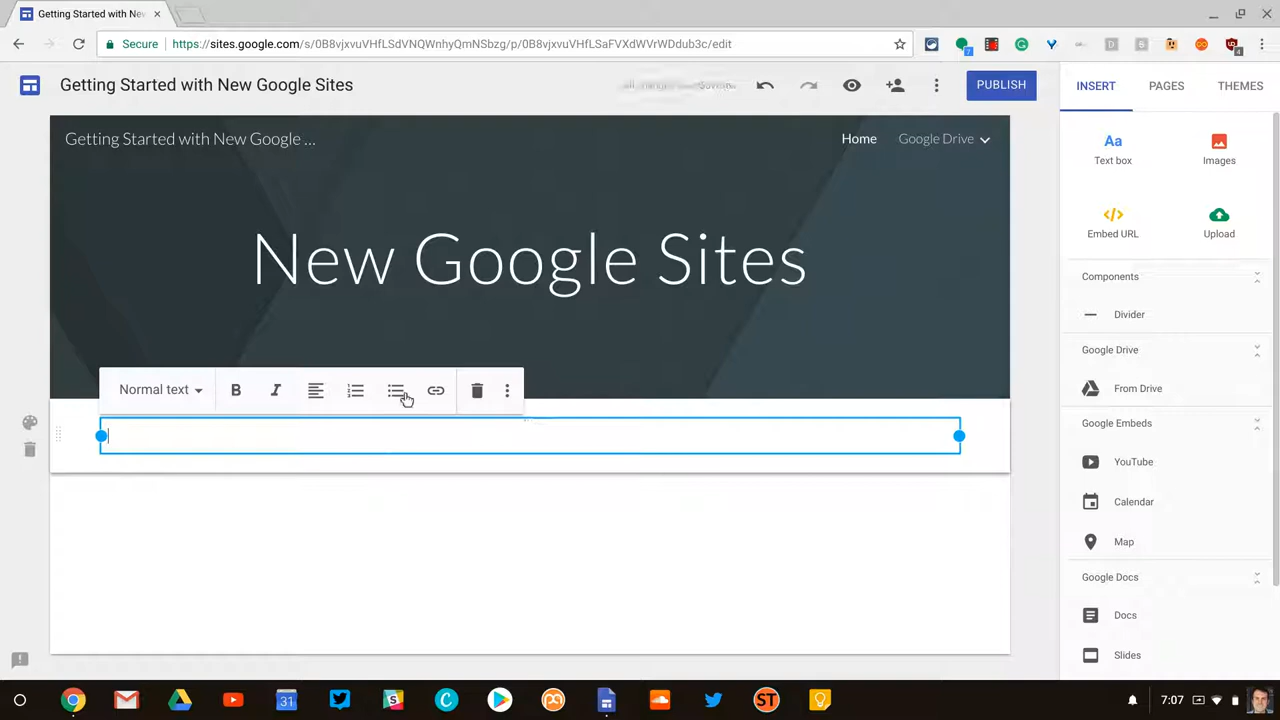 Getting Started with New
Secure
https://sites.google.com/s/0B8vjxvuVHfLSdVNQWnhyQmNSbzg/p/0B8vjxvuVHfLSaFVXdWVrWDdub3c/edit
7
4
Getting Started with New Google Sites
PUBLISH
INSERT
PAGES
THEMES
Getting Started with New Google ...
Home
Google Drive
New Google Sites
Aa
Text box
Images
Embed URL
Upload
Components
Divider
Google Drive
From Drive
Normal text
B
I
Google Embeds
YouTube
Calendar
Map
Google Docs
Docs
Slides
31
ST
7:07